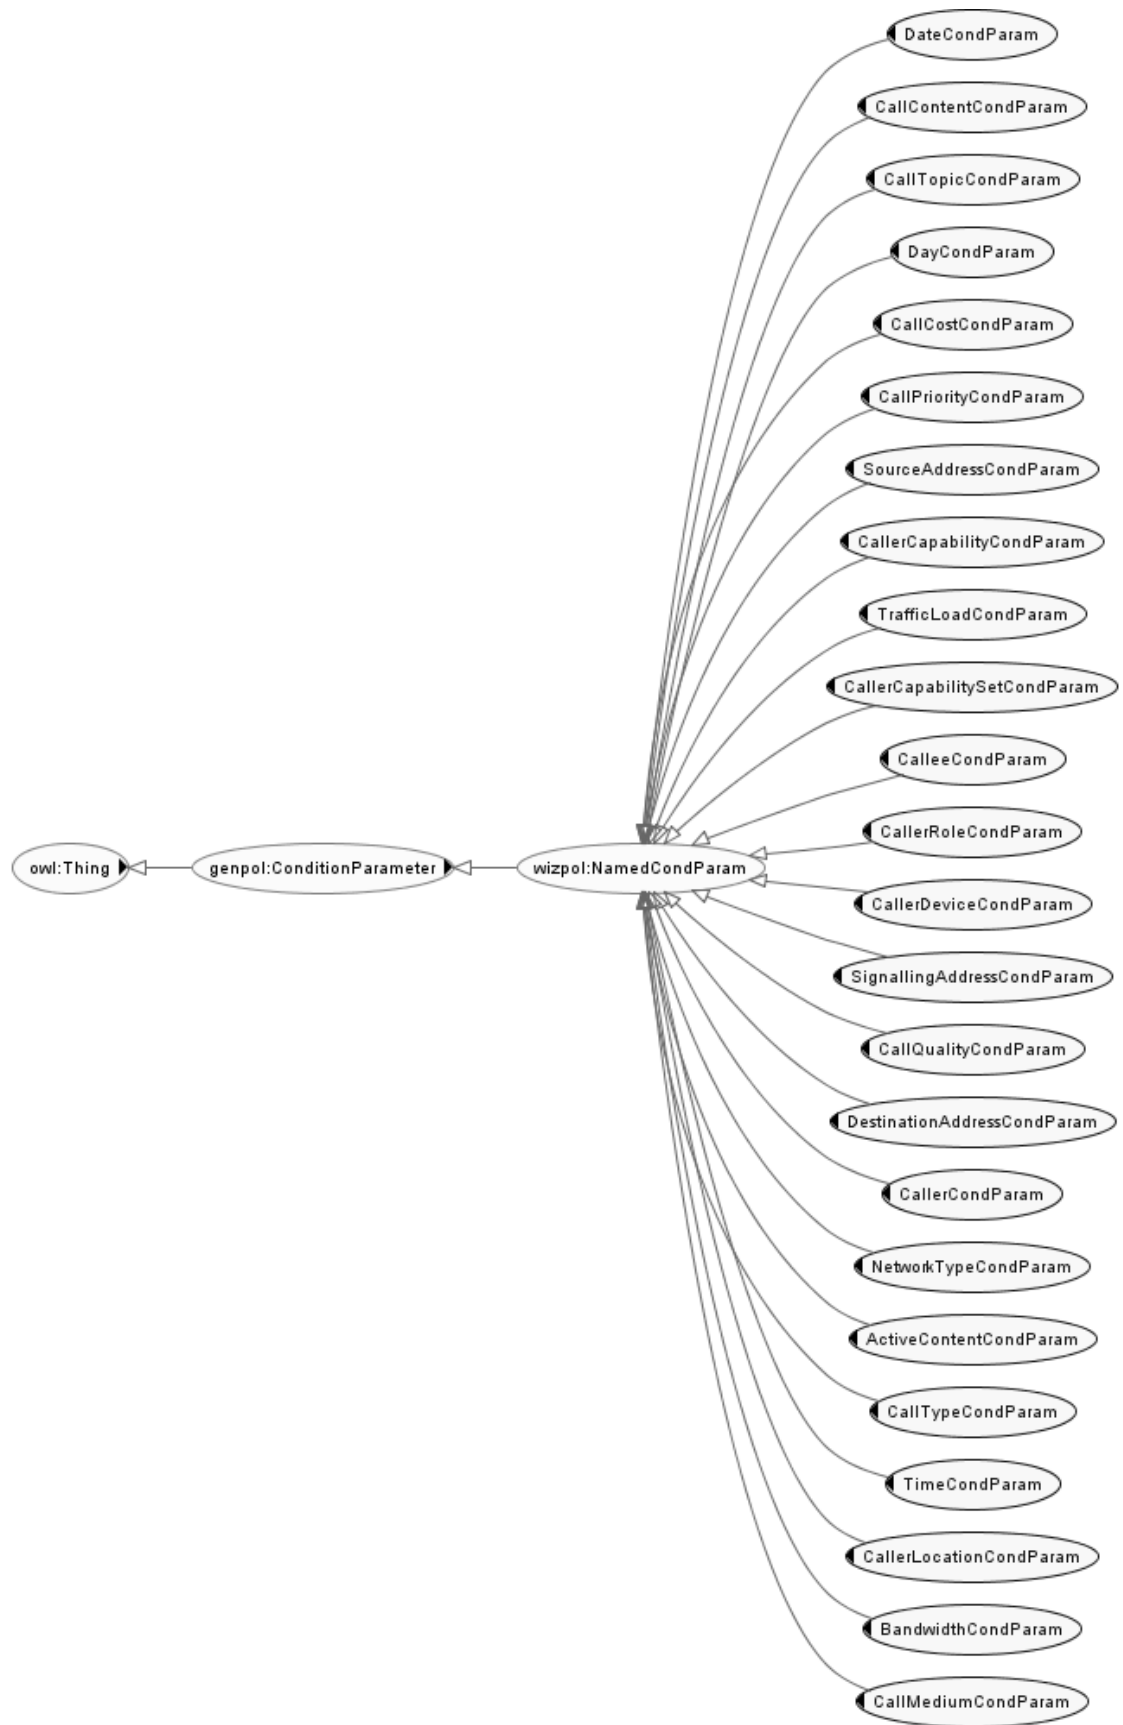 DateCondParam
CallContentCondParam
CallTopicCondParam
DayCondParam
CallCostCondParam
CallPriorityCondParam
SourceAddressCondParam
CallerCapabilityCondParam
TrafficLoadCondParam
CallerCapabilitySetCondParam
CalleeCondParam
CallerRoleCondParam
owl:Thing genpol:ConditionParameter wizpol:NamedCondParam
CallerDeviceCondParam
SignallingAddressCondParam
CallQualityCondParam
DestinationAddressCondParam
CallerCondParam
NetworkTypeCondParam
ActiveContentCondParam
CallTypeCondParam
TimeCondParam
CallerLocationCondParam
BandwidthCondParam
CallMediumCondParam